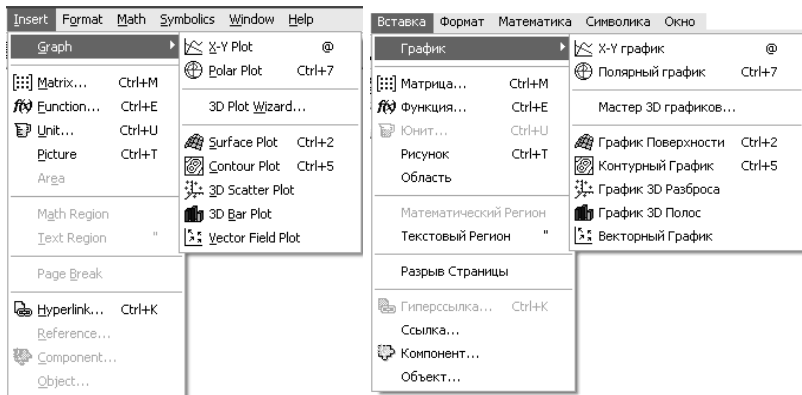 Insert Format Math Symbolics Window Help
Graph
Matrix... Ctrl+M
f(x) Function... Ctrl+E
Unit... Ctrl+U
Picture Ctrl+T
Area
Math Region
Text Region "
Page Break
Hyperlink... Ctrl+K
Reference...
Component...
Object...
X-Y Plot @
Polar Plot Ctrl+7
3D Plot Wizard...
Surface Plot Ctrl+2
Contour Plot Ctrl+5
3D Scatter Plot
3D Bar Plot
Vector Field Plot
Вставка Формат Математика Символика Окно
График
Матрица... Ctrl+M
f(x) Функция... Ctrl+E
Юнит... Ctrl+U
Рисунок Ctrl+T
Область
Математический Регион
Текстовый Регион "
Разрыв Страницы
Гиперссылка... Ctrl+K
Ссылка...
Компонент...
Объект...
X-Y график @
Полярный график Ctrl+7
Мастер 3D графиков...
График Поверхности Ctrl+2
Контурный График Ctrl+5
График 3D Разброса
График 3D Полос
Векторный График